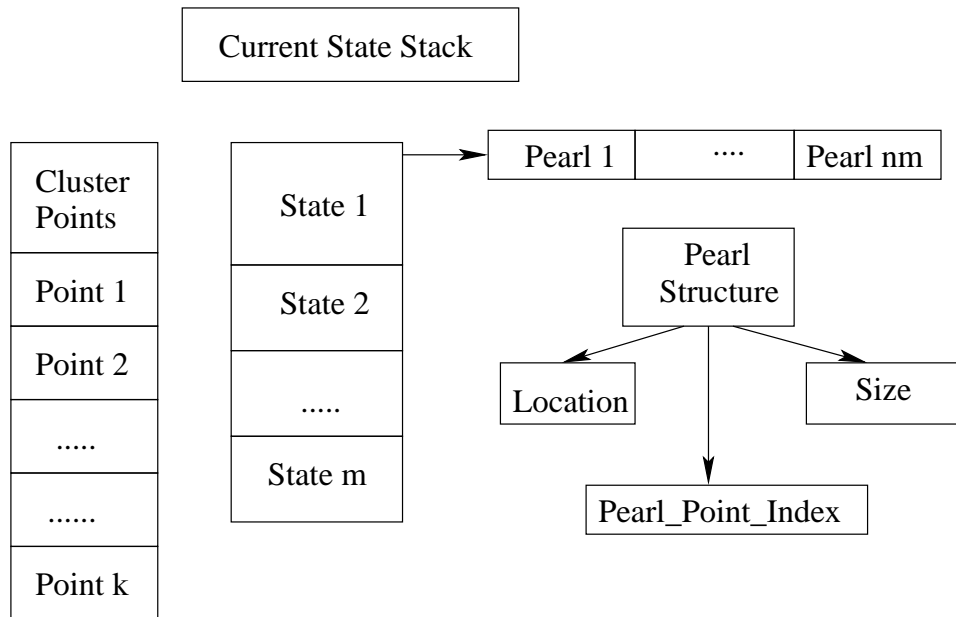 Current State Stack
Cluster
Points
Point 1
Point 2
.....
......
Point k
State 1
State 2
.....
State m
Pearl 1
....
Pearl nm
Pearl
Structure
Location
Size
Pearl_Point_Index